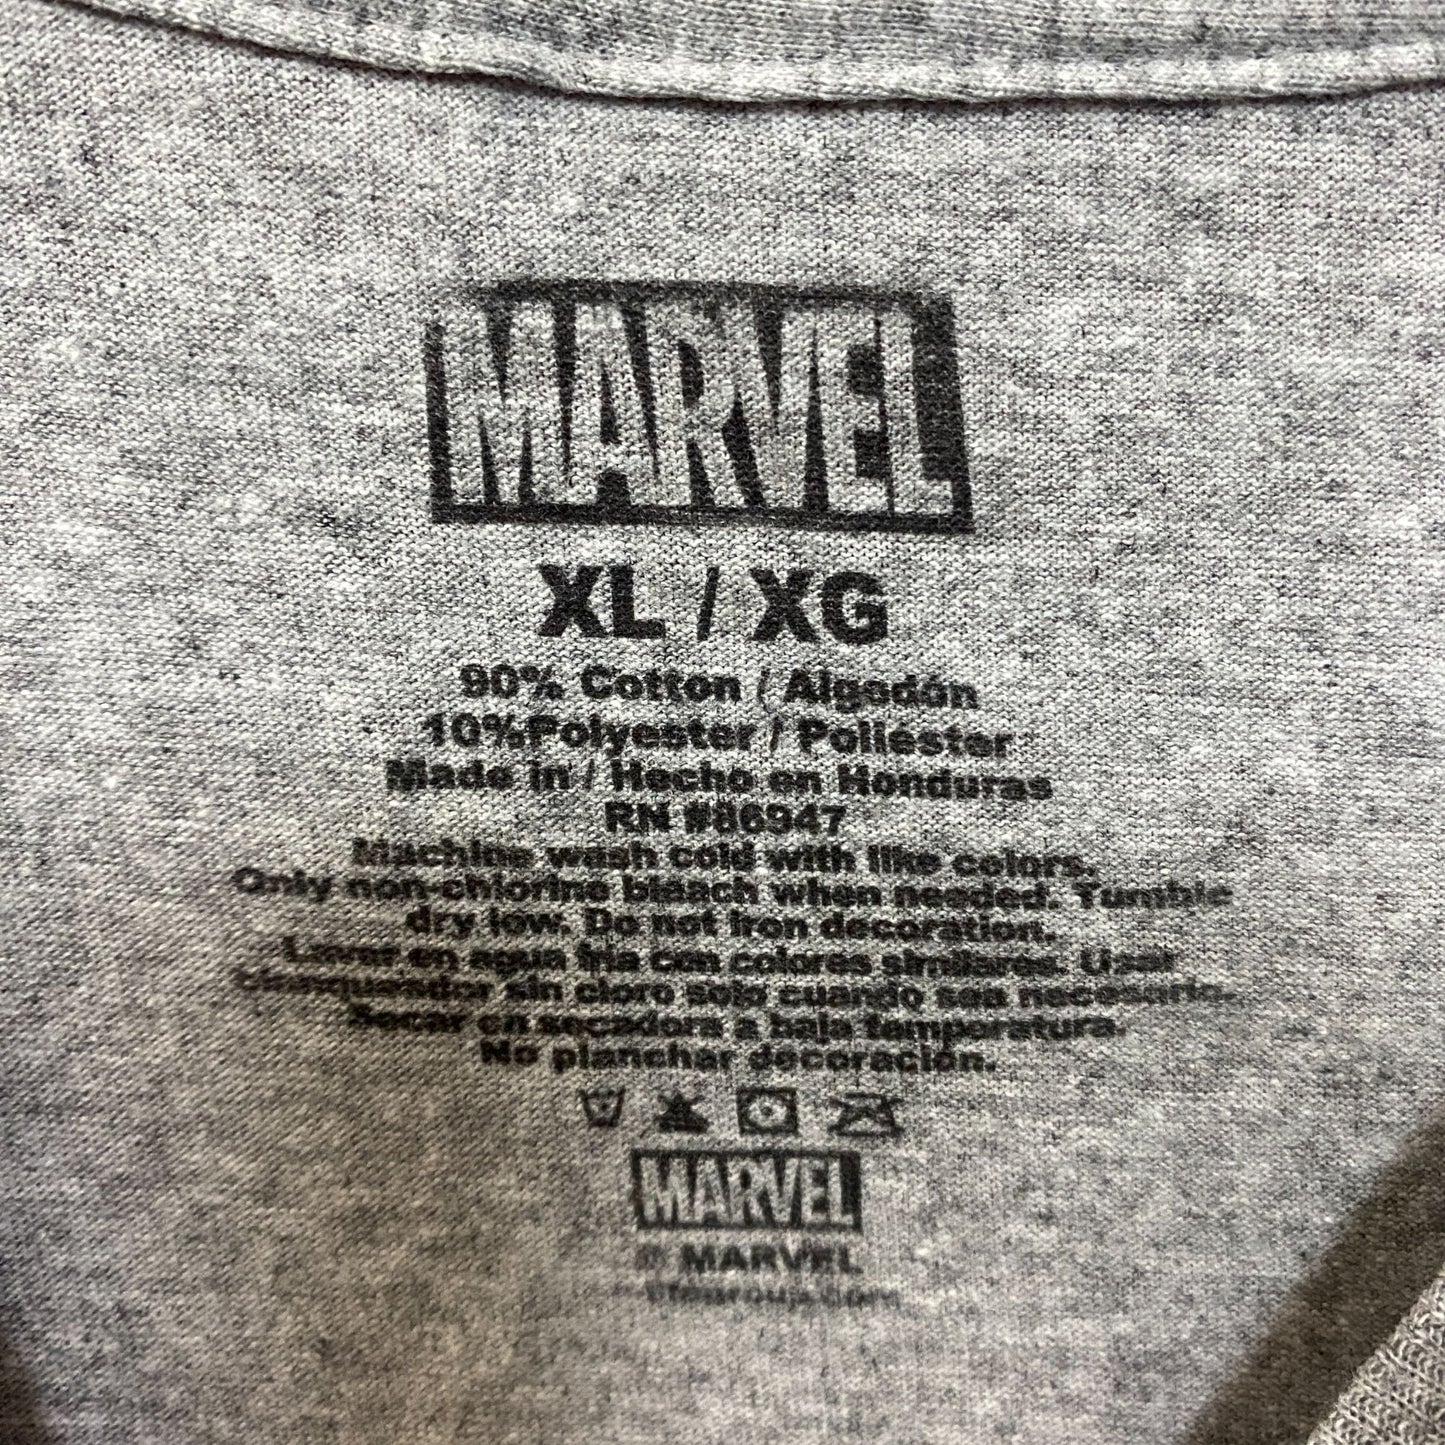 MARVEL
XL / XG
90% Cotton / Algodón
10%Polyester / Poliéster
Made in / Hecho en Honduras
RN #86947
Machine wash cold with like colors.
Only non-chlorine bleach when needed. Tumble
dry low. Do not iron decoration.
Lavar en agua fria con colores similares. Usar
blanqueador sin cloro solo cuando sea necesario.
Secar en secadora a baja temporatura.
No planchar decoración.
MARVEL
© MARVEL